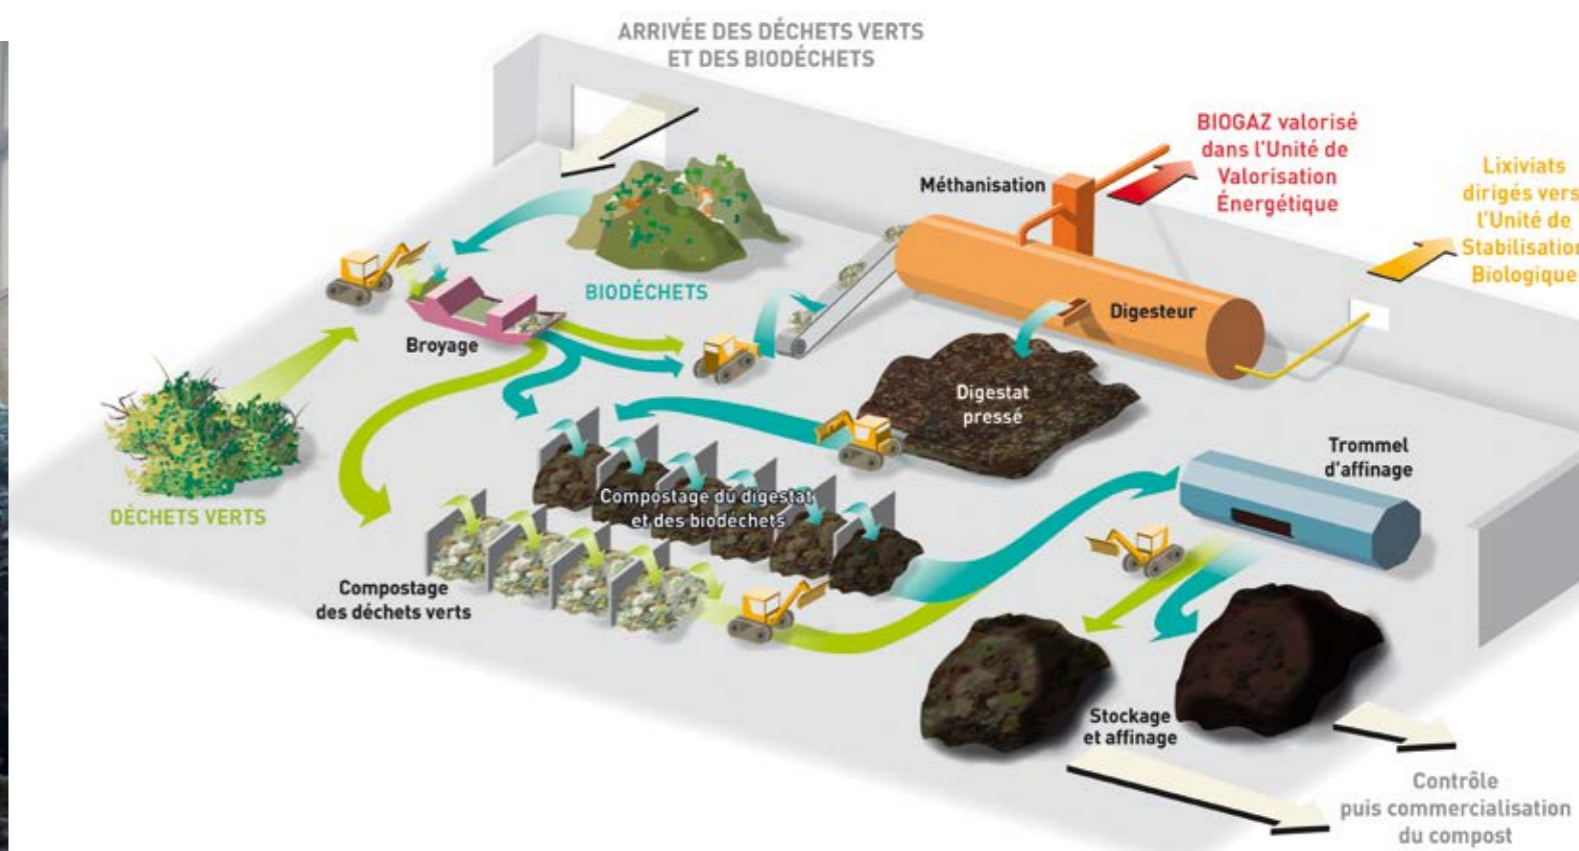 ARRIVÉE DES DÉCHETS VERTS
ET DES BIODÉCHETS
BIOGAZ valorisé
dans l'Unité de
Valorisation
Énergétique
Lixiviats
dirigés vers
l'Unité de
Stabilisation
Biologique
Méthanisation
BIODÉCHETS
Digesteur
Broyage
Digestat
pressé
Trommel
d'affinage
DÉCHETS VERTS
Compostage du digestat
et des biodéchets
Compostage
des déchets verts
Stockage
et affinage
Contrôle
puis commercialisation
du compost